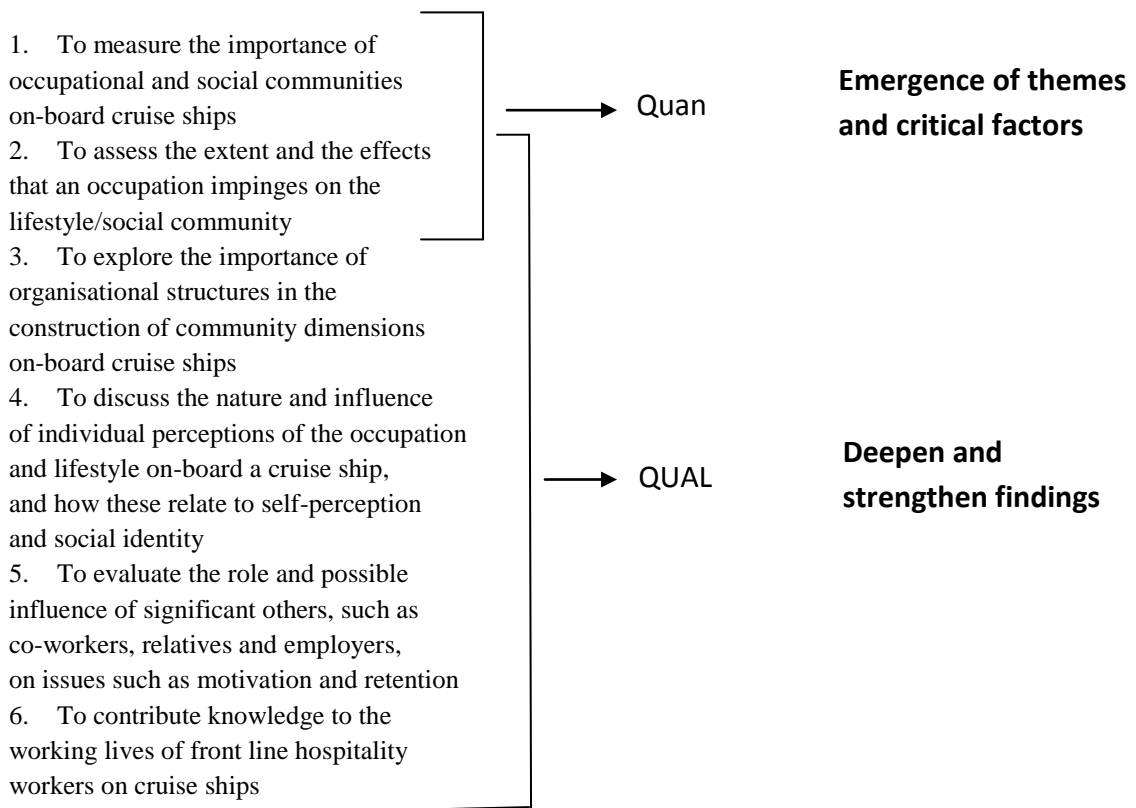 1. To measure the importance of
occupational and social communities
on-board cruise ships
2. To assess the extent and the effects
that an occupation impinges on the
lifestyle/social community
3. To explore the importance of
organisational structures in the
construction of community dimensions
on-board cruise ships
4. To discuss the nature and influence
of individual perceptions of the occupation
and lifestyle on-board a cruise ship,
and how these relate to self-perception
and social identity
5. To evaluate the role and possible
influence of significant others, such as
co-workers, relatives and employers,
on issues such as motivation and retention
6. To contribute knowledge to the
working lives of front line hospitality
workers on cruise ships
Quan
Emergence of themes
and critical factors
QUAL
Deepen and
strengthen findings